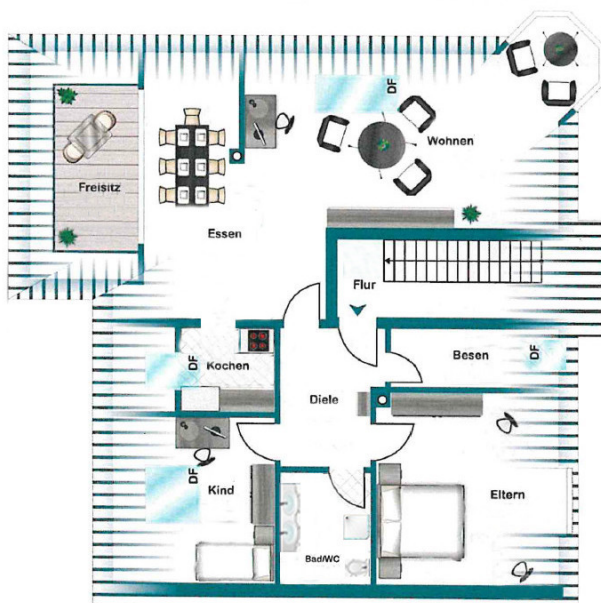 DF
Wohnen
Freisitz
Essen
Flur
DF
Kochen
Besen
DF
Diele
DF
Kind
Eltern
Bad/WC